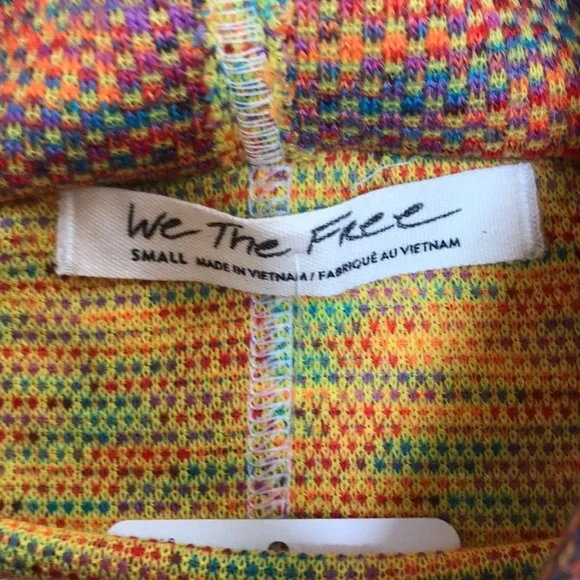 We The Free
SMALL MADE IN VIETNAM / FABRIQUÉ AU VIETNAM